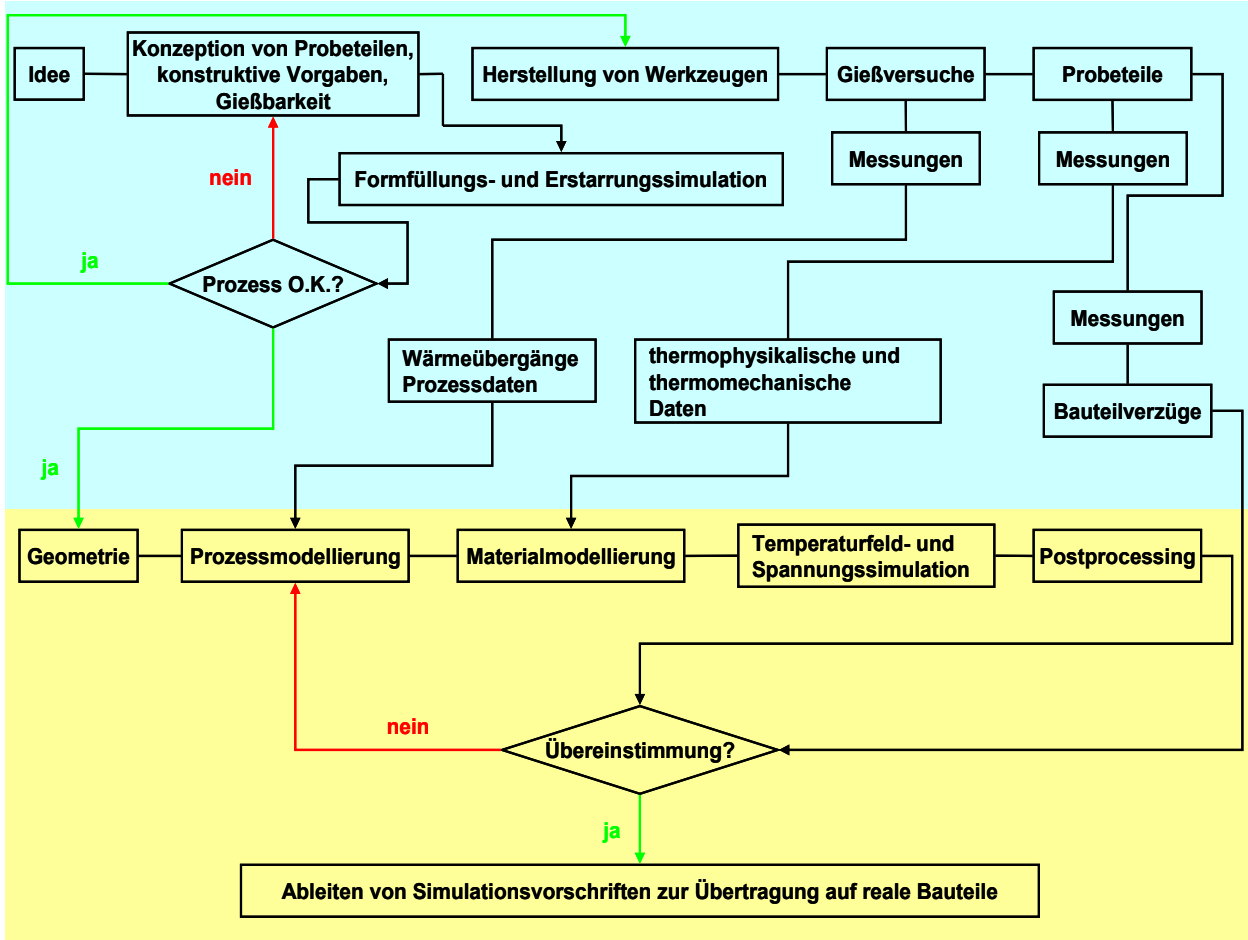 Idee
Konzeption von Probeteilen,
konstruktive Vorgaben,
Gießbarkeit
Herstellung von Werkzeugen
Gießversuche
Probeteile
Messungen
Messungen
Formfüllungs- und Erstarrungssimulation
nein
ja
Prozess O.K.?
Messungen
Wärmeübergänge
Prozessdaten
thermophysikalische und
thermomechanische
Daten
Bauteilverzüge
ja
Geometrie
Prozessmodellierung
Materialmodellierung
Temperaturfeld- und
Spannungssimulation
Postprocessing
nein
Übereinstimmung?
ja
Ableiten von Simulationsvorschriften zur Übertragung auf reale Bauteile